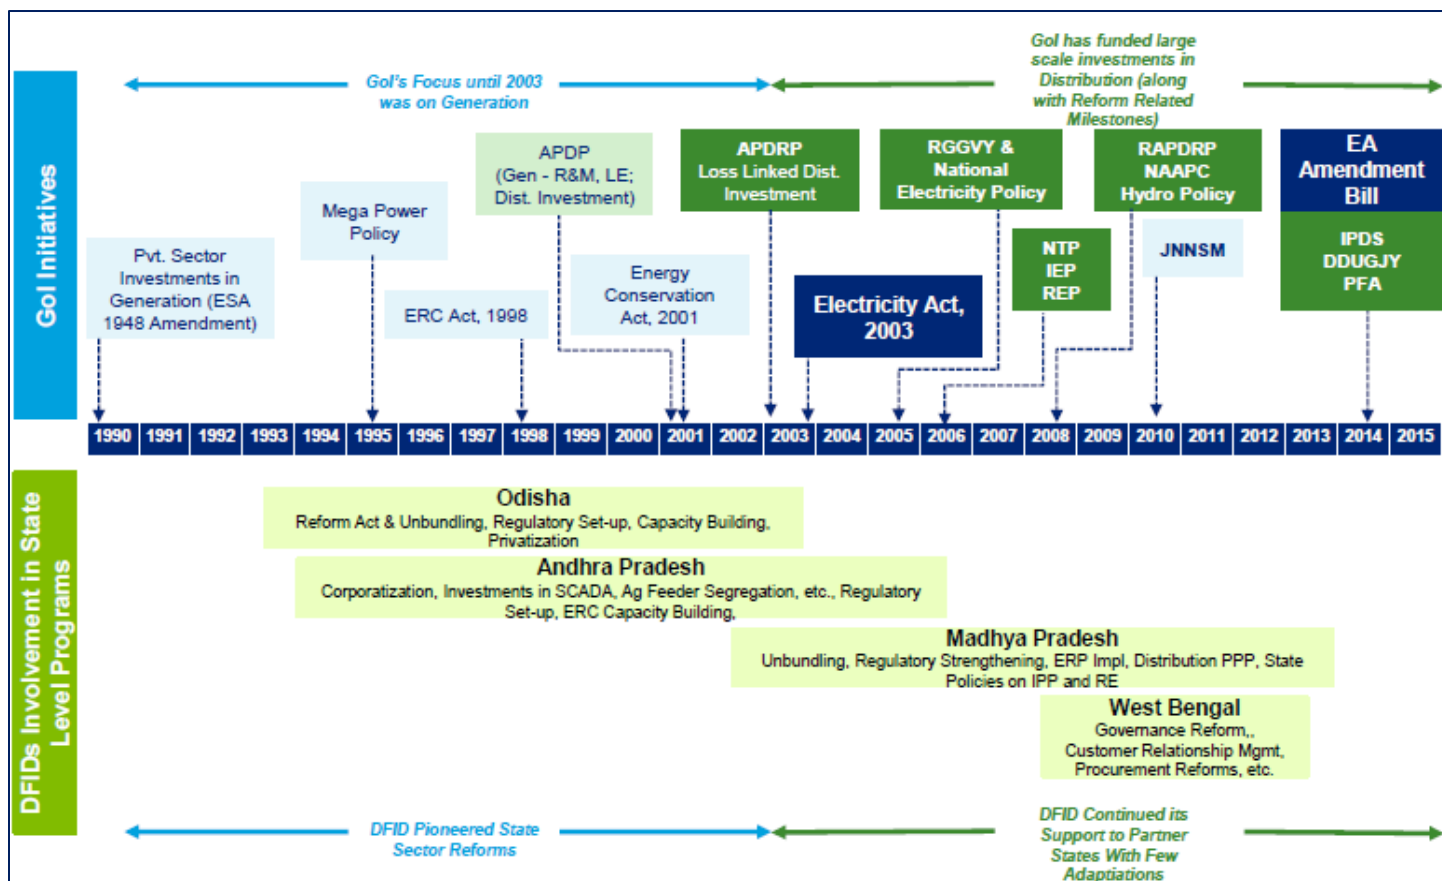 GoI Initiatives
GoI's Focus until 2003
was on Generation
GoI has funded large
scale investments in
Distribution (along
with Reform Related
Milestones)
Pvt. Sector
Investments in
Generation (ESA
1948 Amendment)
Mega Power
Policy
ERC Act, 1998
APDP
(Gen - R&M, LE;
Dist. Investment)
Energy
Conservation
Act, 2001
APDRP
Loss Linked Dist.
Investment
Electricity Act,
2003
RGGVY &
National
Electricity Policy
NTP
IEP
REP
RAPDRP
NAAPC
Hydro Policy
JNNSM
EA
Amendment
Bill
IPDS
DDUGJY
PFA
1990 1991 1992 1993 1994 1995 1996 1997 1998 1999 2000 2001 2002 2003 2004 2005 2006 2007 2008 2009 2010 2011 2012 2013 2014 2015
DFIDs Involvement in State
Level Programs
Odisha
Reform Act & Unbundling, Regulatory Set-up, Capacity Building,
Privatization
Andhra Pradesh
Corporatization, Investments in SCADA, Ag Feeder Segregation, etc., Regulatory
Set-up, ERC Capacity Building,
Madhya Pradesh
Unbundling, Regulatory Strengthening, ERP Impl, Distribution PPP, State
Policies on IPP and RE
West Bengal
Governance Reform,,
Customer Relationship Mgmt,
Procurement Reforms, etc.
DFID Pioneered State
Sector Reforms
DFID Continued its
Support to Partner
States With Few
Adaptiations